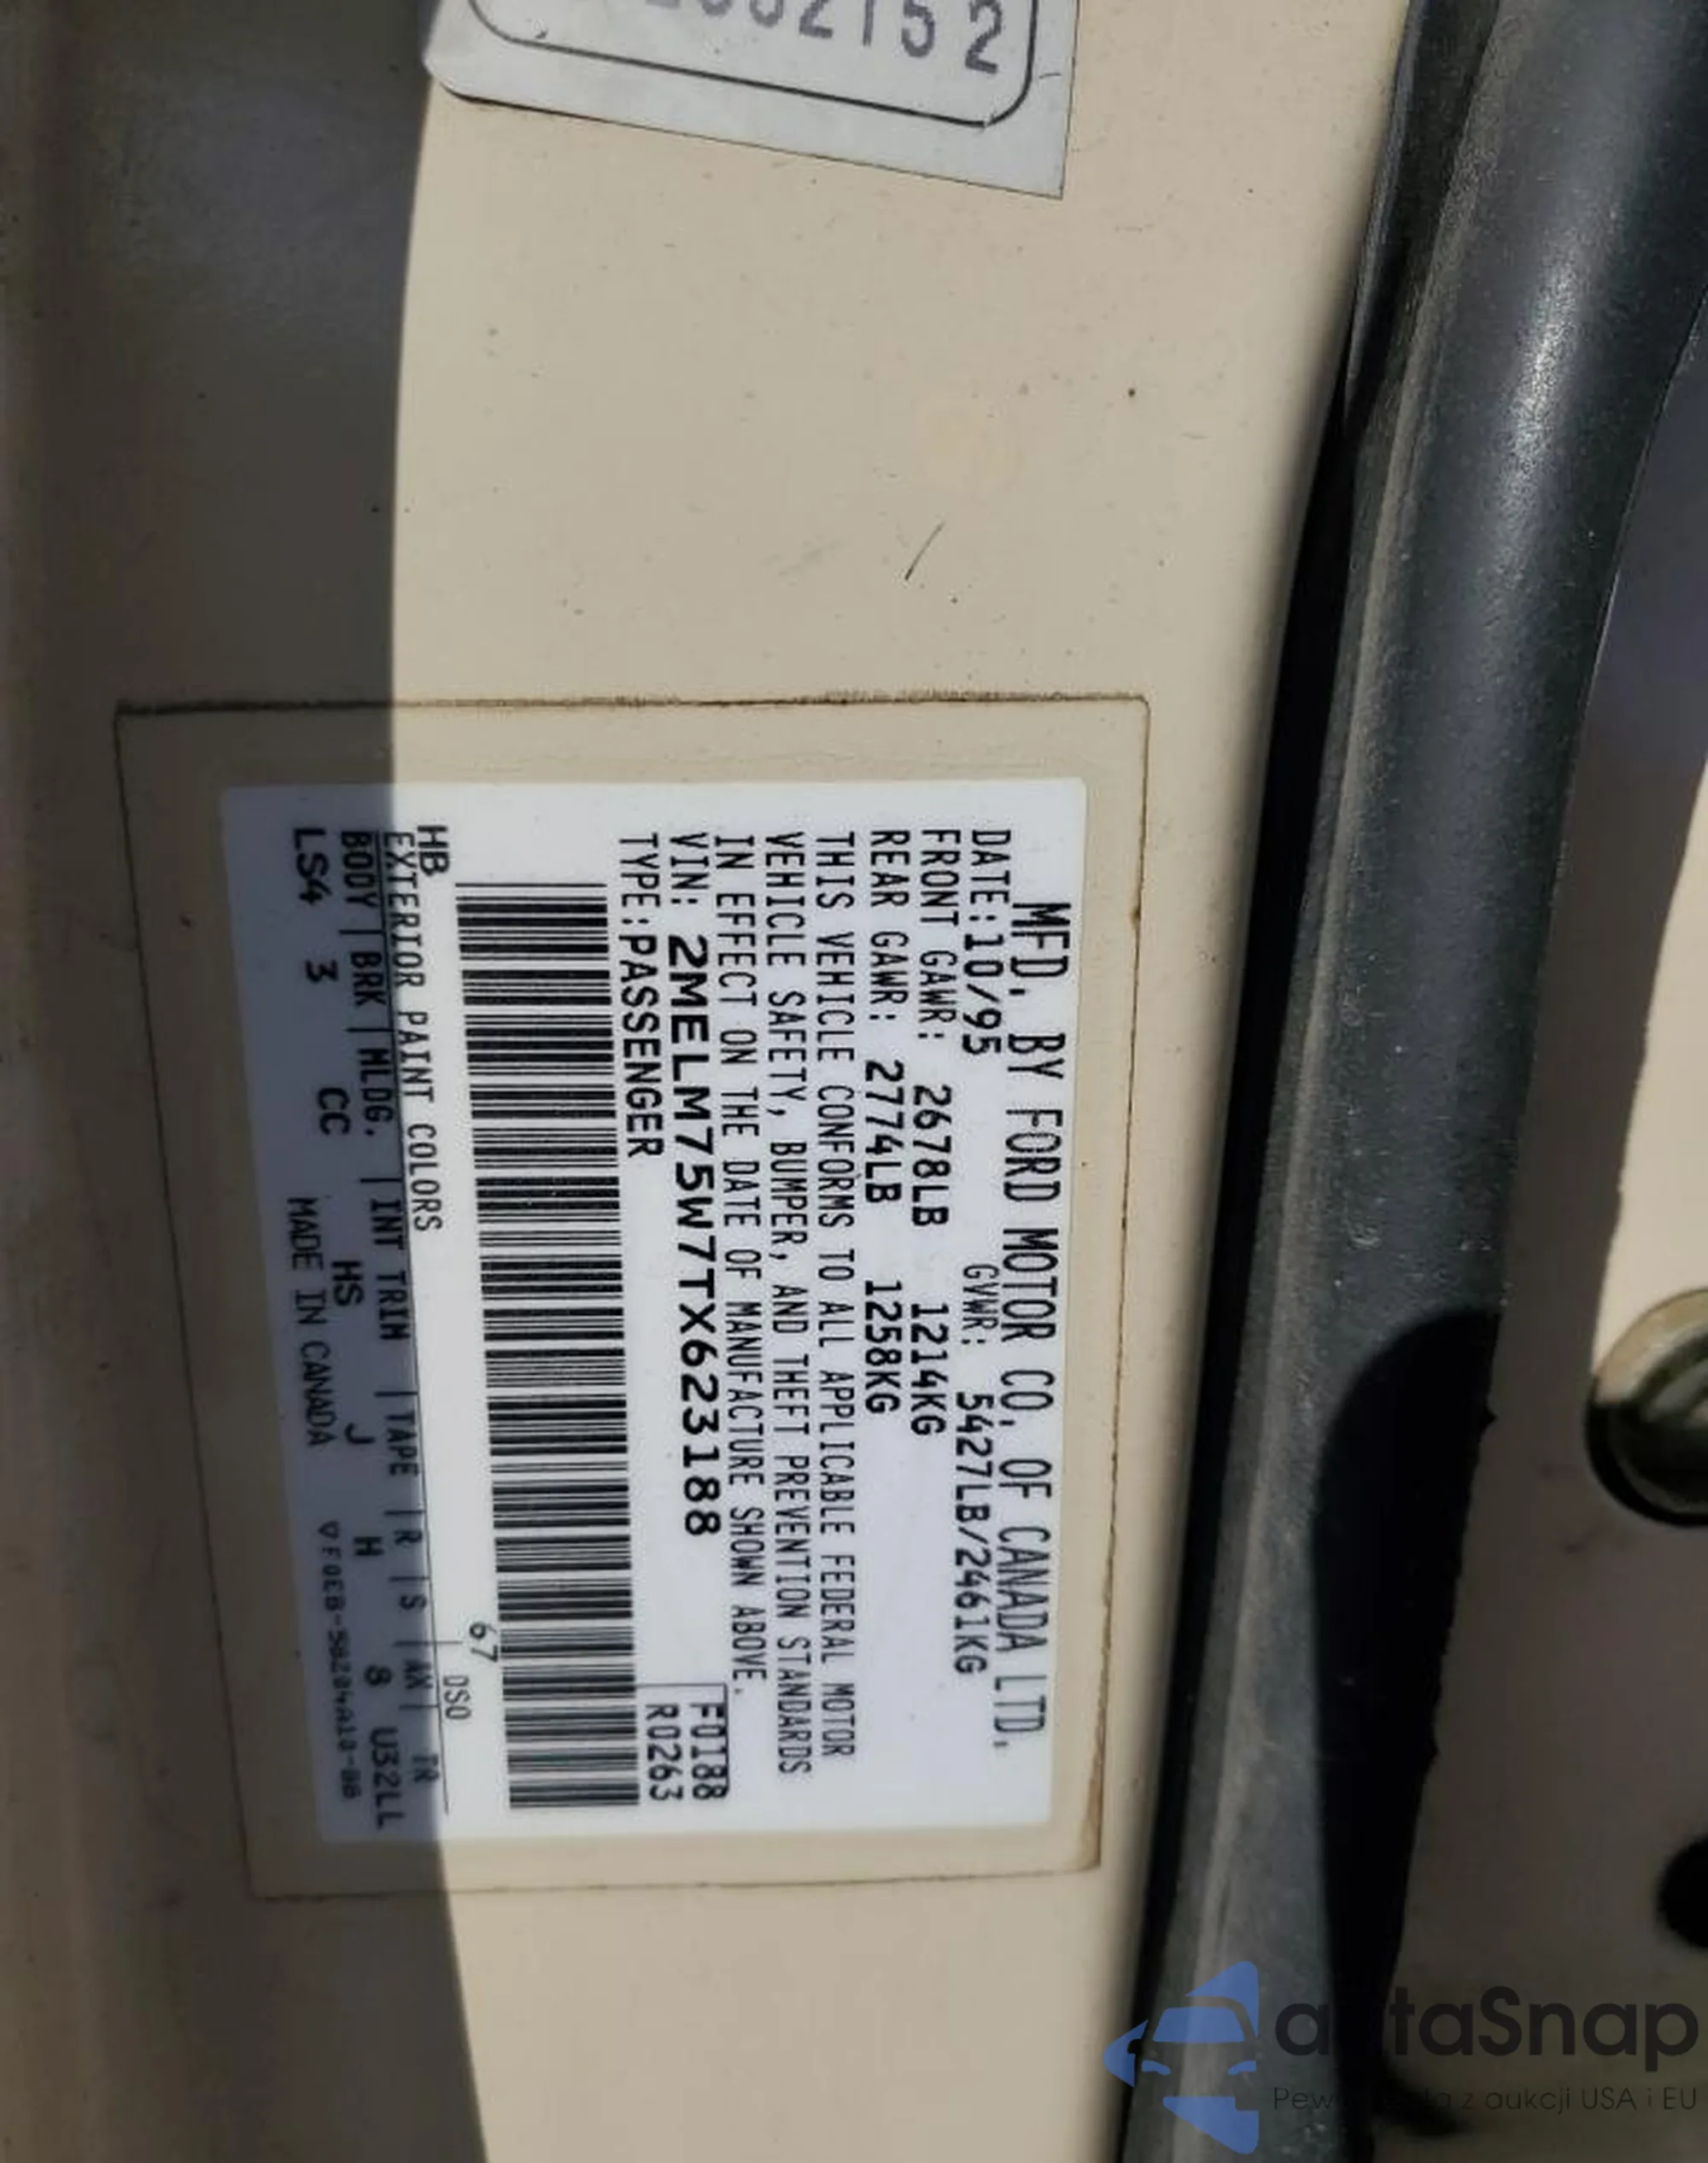 MFD. BY FORD MOTOR CO. OF CANADA LTD.
DATE:10/95 GVWR: 5427LB/2461KG
FRONT GAWR: 2678LB 1214KG
REAR GAWR: 2774LB 1258KG
THIS VEHICLE CONFORMS TO ALL APPLICABLE FEDERAL MOTOR
VEHICLE SAFETY, BUMPER, AND THEFT PREVENTION STANDARDS
IN EFFECT ON THE DATE OF MANUFACTURE SHOWN ABOVE.
VIN: 2MELM75W7TX623188 F0188
TYPE:PASSENGER R0263
67
HB DSO
EXTERIOR PAINT COLORS
BODY | BRK | MLDG. | INT TRIM | TAPE | R | S | AX | TR
LS4 3 CC HS J H 8 U32LL
MADE IN CANADA
autaSnap
z aukcji USA i EU